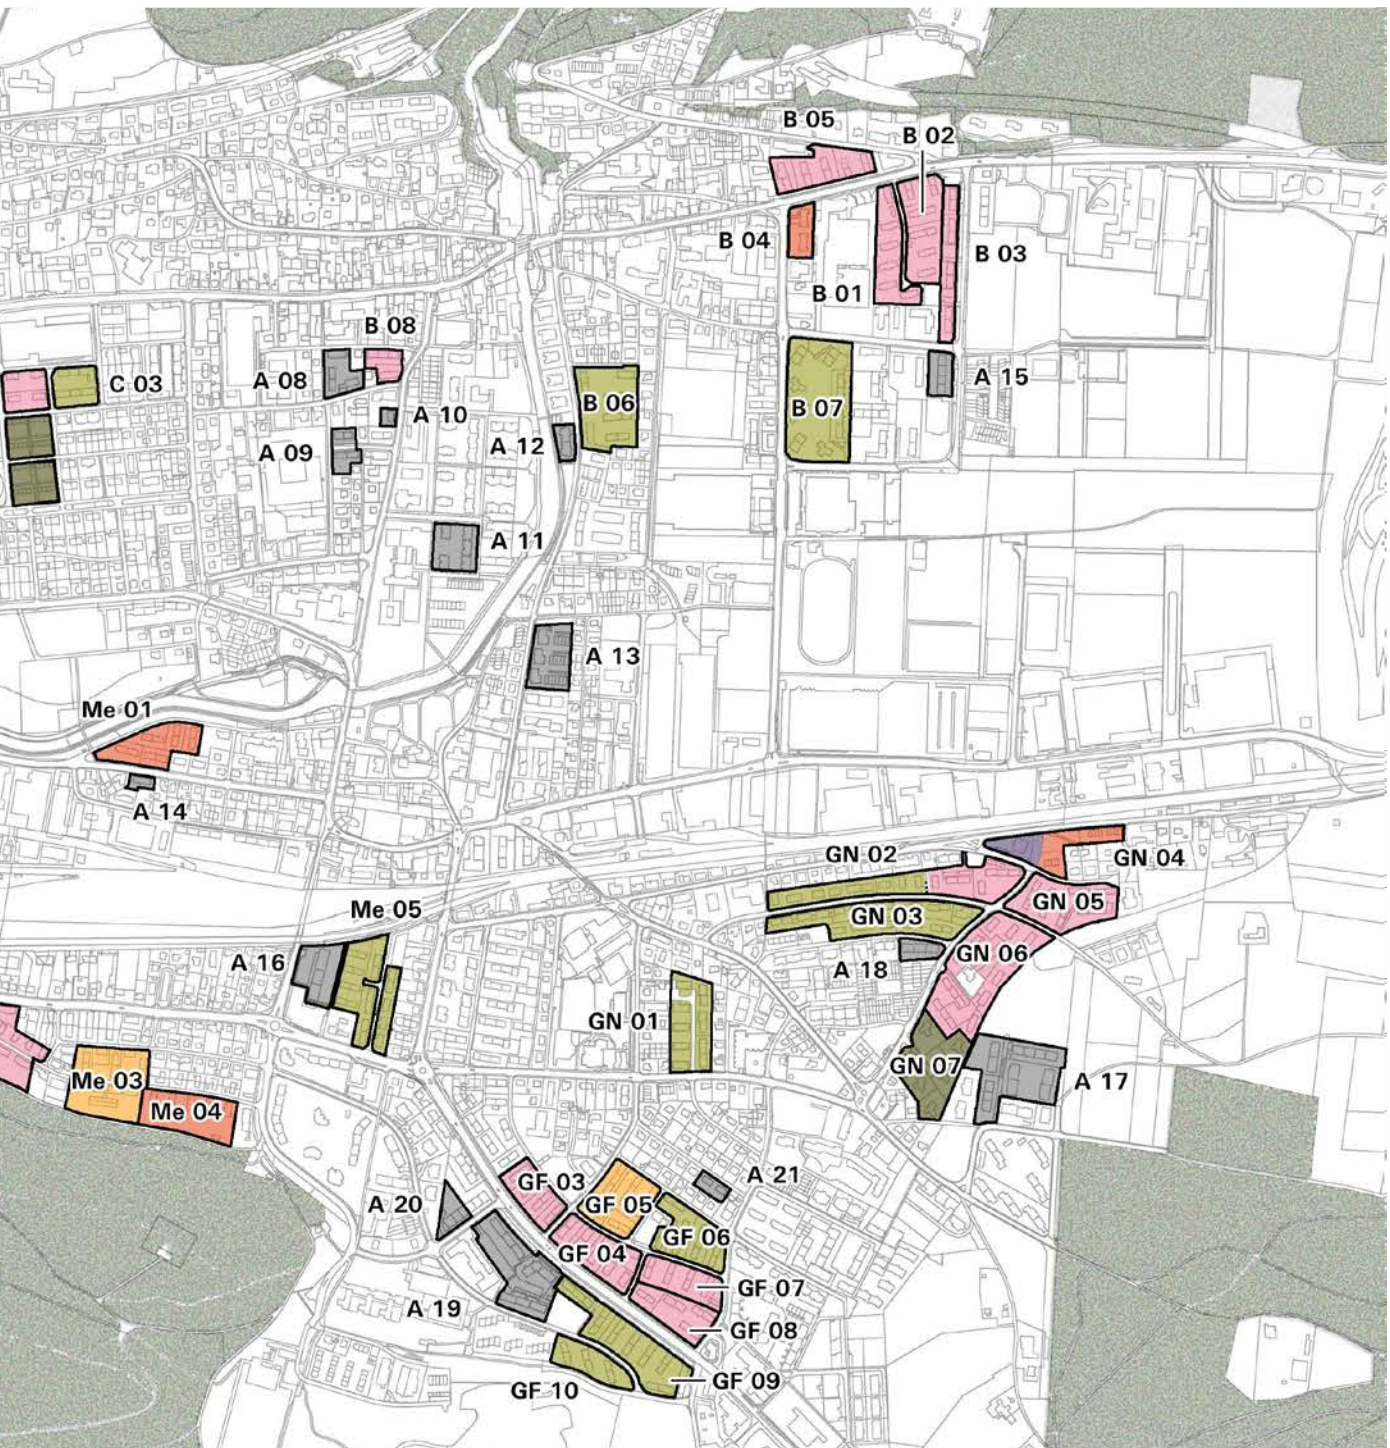 B 05
B 02
B 04
B 03
B 01
B 08
C 03
A 08
A 15
B 06
B 07
A 10
A 12
A 09
A 11
A 13
Me 01
A 14
GN 02
GN 04
Me 05
GN 05
GN 03
GN 06
A 16
A 18
GN 01
GN 07
Me 03
A 17
Me 04
A 21
GF 03
GF 05
A 20
GF 06
GF 04
GF 07
A 19
GF 08
GF 09
GF 10